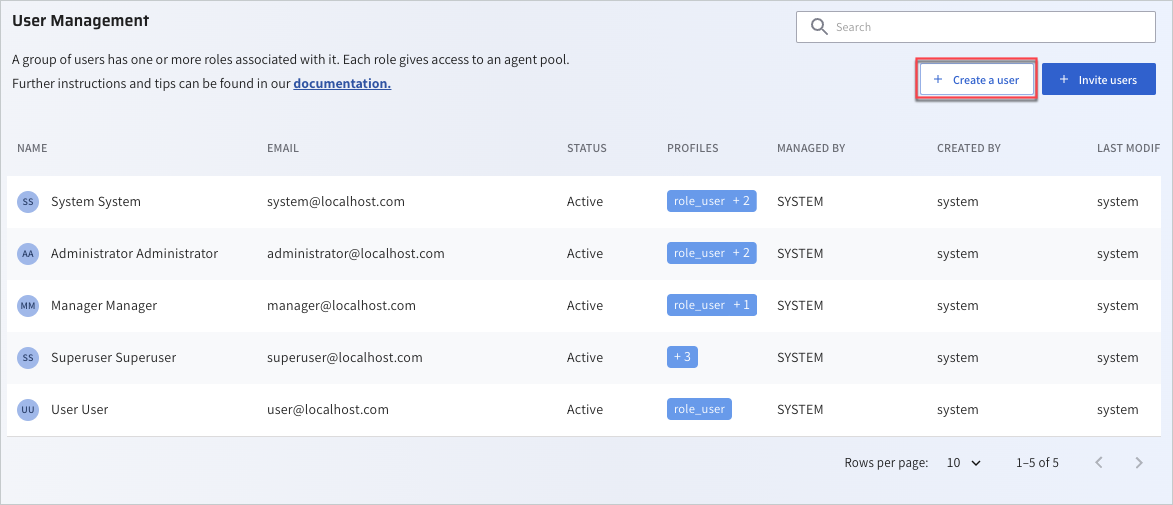 User Management
Search
A group of users has one or more roles associated with it. Each role gives access to an agent pool.
Further instructions and tips can be found in our documentation.
+ Create a user
+ Invite users
NAME EMAIL STATUS PROFILES MANAGED BY CREATED BY LAST MODIF
SS System System system@localhost.com Active role_user + 2 SYSTEM system system
AA Administrator Administrator administrator@localhost.com Active role_user + 2 SYSTEM system system
MM Manager Manager manager@localhost.com Active role_user + 1 SYSTEM system system
SS Superuser Superuser superuser@localhost.com Active + 3 SYSTEM system system
UU User User user@localhost.com Active role_user SYSTEM system system
Rows per page: 10 1–5 of 5